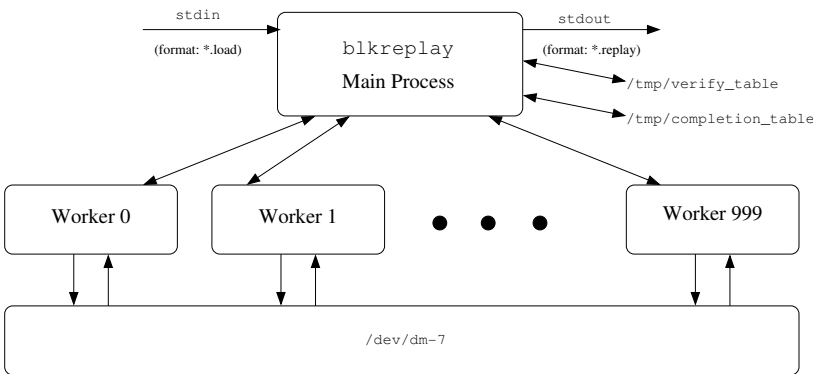 stdin
(format: *.load)
blkreplay
Main Process
stdout
(format: *.replay)
/tmp/verify_table
/tmp/completion_table
Worker 0
Worker 1
Worker 999
/dev/dm-7